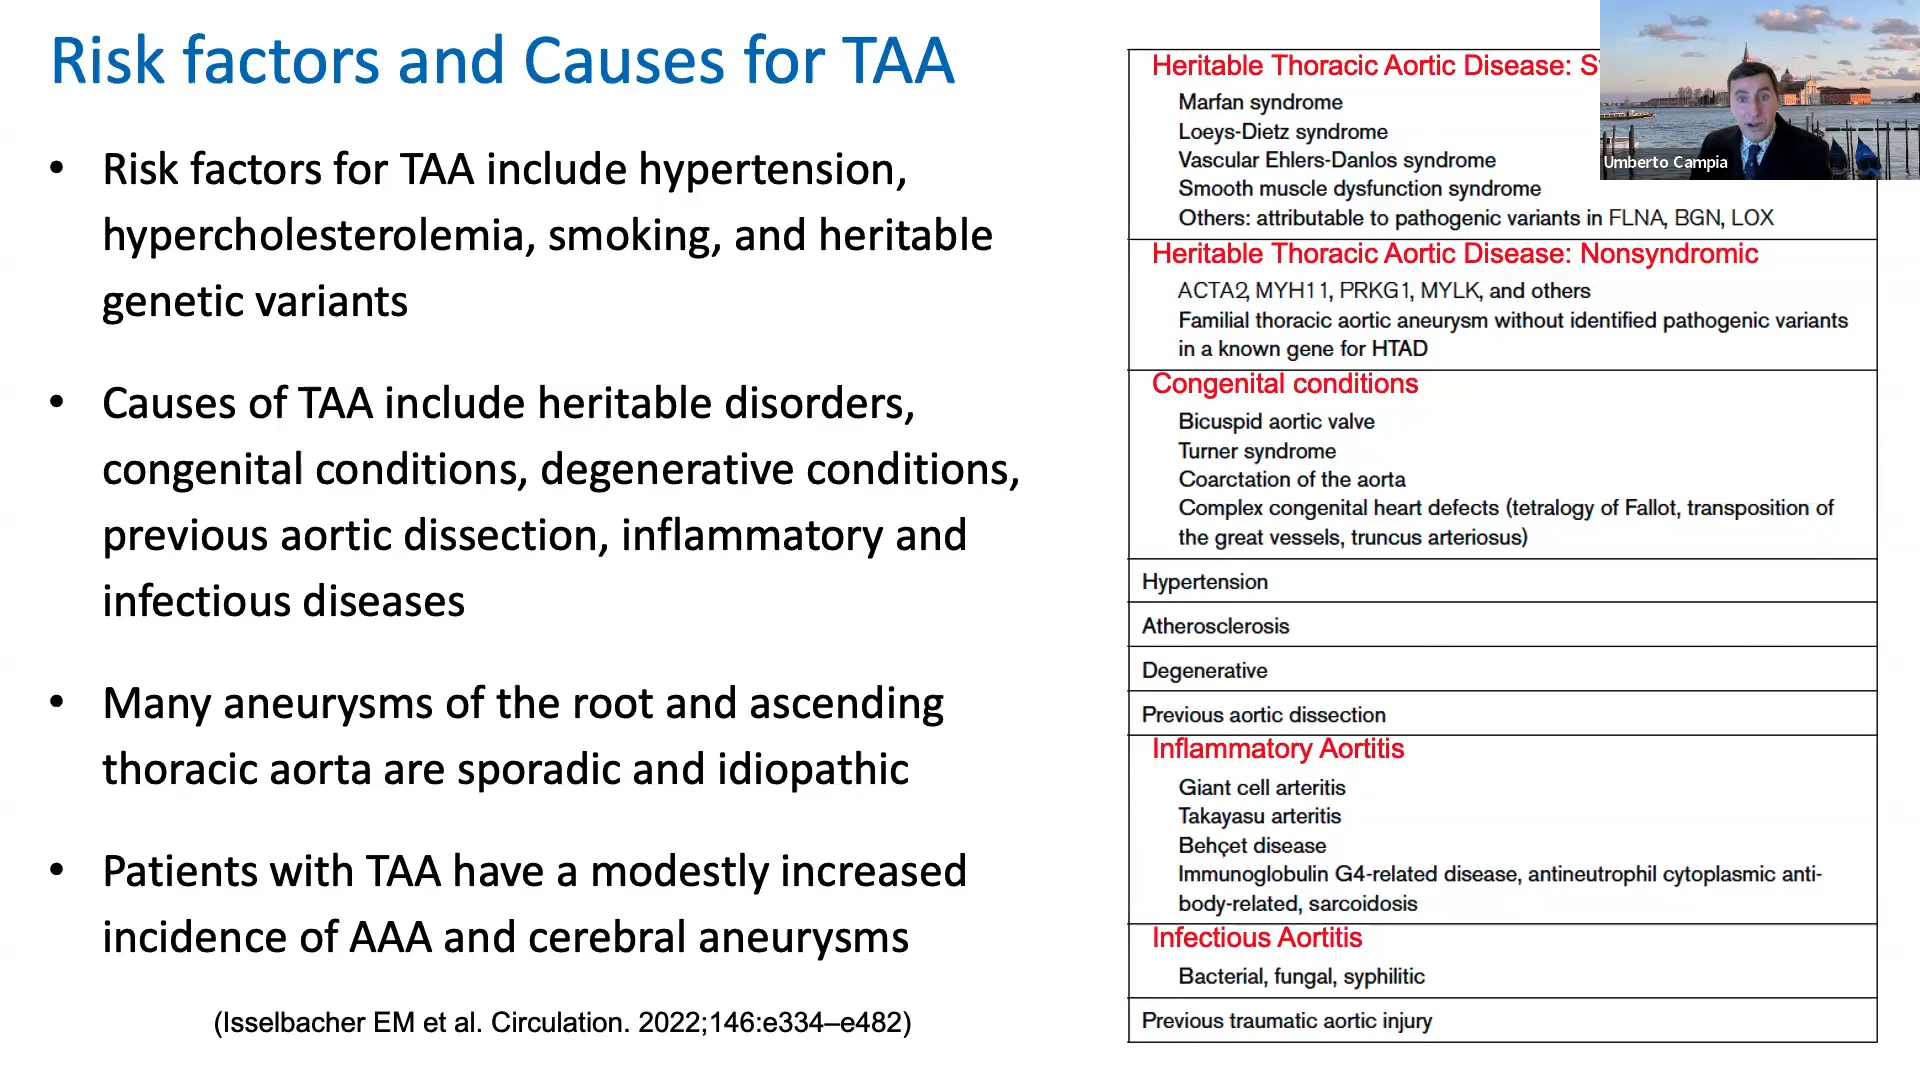 Risk factors and Causes for TAA
• Risk factors for TAA include hypertension,
hypercholesterolemia, smoking, and heritable
genetic variants
• Causes of TAA include heritable disorders,
congenital conditions, degenerative conditions,
previous aortic dissection, inflammatory and
infectious diseases
• Many aneurysms of the root and ascending
thoracic aorta are sporadic and idiopathic
• Patients with TAA have a modestly increased
incidence of AAA and cerebral aneurysms
(Isselbacher EM et al. Circulation. 2022;146:e334–e482)
Heritable Thoracic Aortic Disease:
Marfan syndrome
Loeys-Dietz syndrome
Vascular Ehlers-Danlos syndrome
Smooth muscle dysfunction syndrome
Others: attributable to pathogenic variants in FLNA, BGN, LOX
Heritable Thoracic Aortic Disease: Nonsyndromic
ACTA2, MYH11, PRKG1, MYLK, and others
Familial thoracic aortic aneurysm without identified pathogenic variants
in a known gene for HTAD
Congenital conditions
Bicuspid aortic valve
Turner syndrome
Coarctation of the aorta
Complex congenital heart defects (tetralogy of Fallot, transposition of
the great vessels, truncus arteriosus)
Hypertension
Atherosclerosis
Degenerative
Previous aortic dissection
Inflammatory Aortitis
Giant cell arteritis
Takayasu arteritis
Behçet disease
Immunoglobulin G4-related disease, antineutrophil cytoplasmic anti-
body-related, sarcoidosis
Infectious Aortitis
Bacterial, fungal, syphilitic
Previous traumatic aortic injury
Umberto Campia